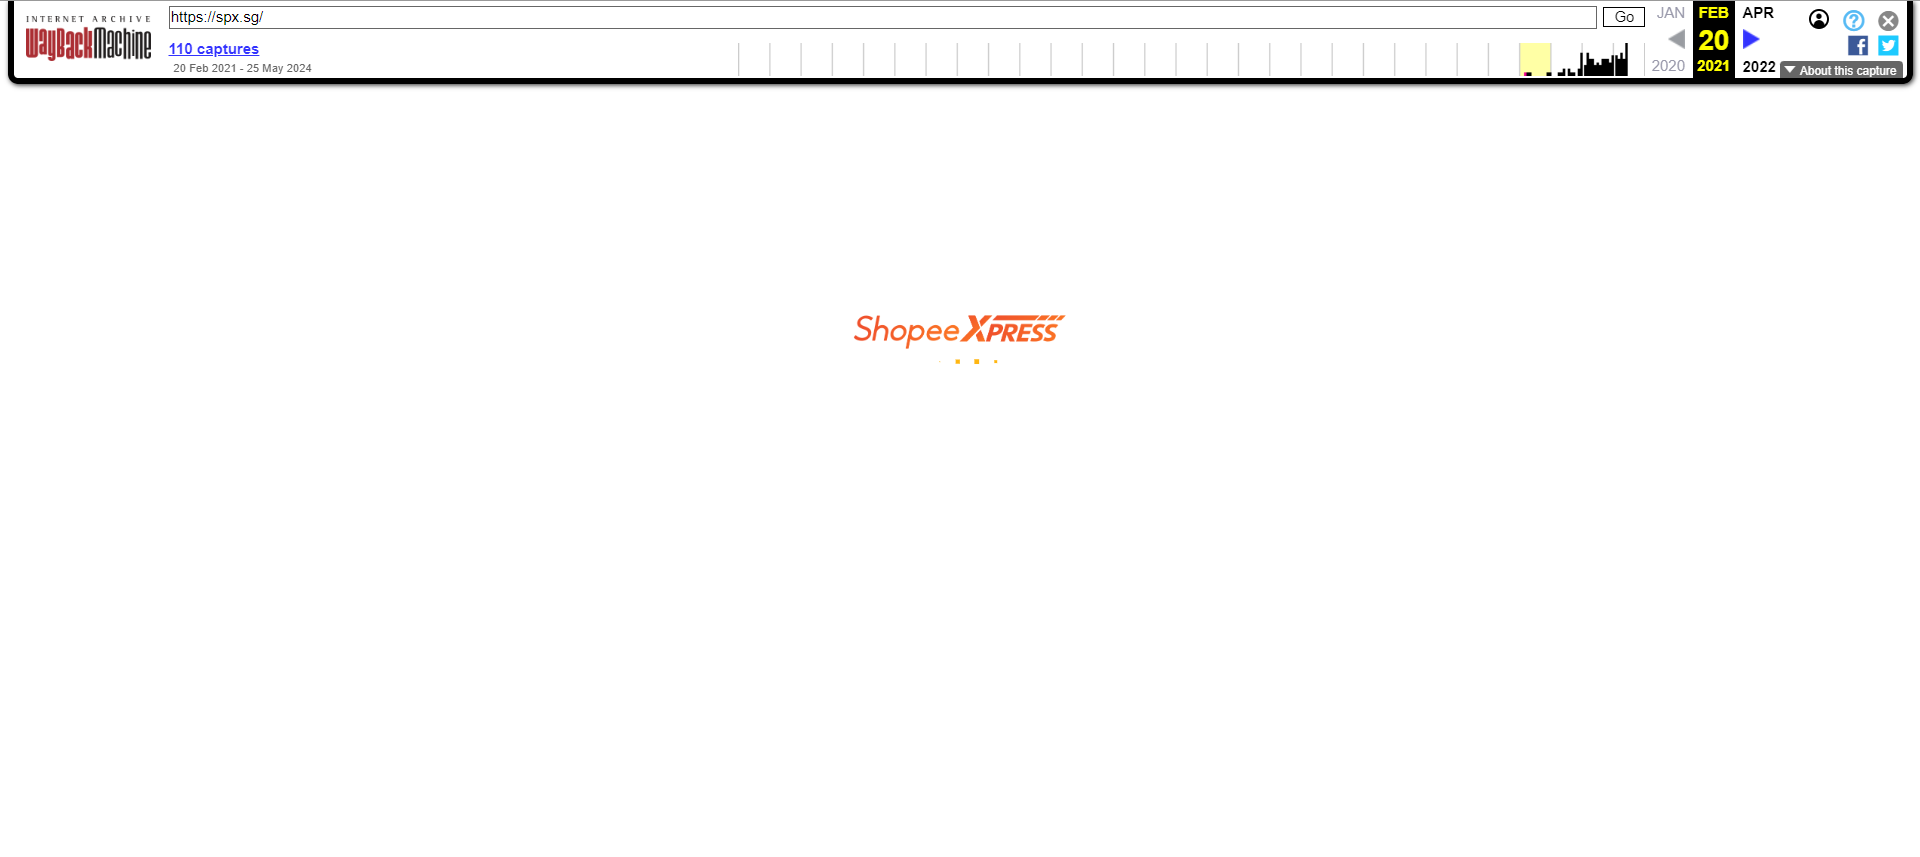 INTERNET ARCHIVE
WayBackMachine
https://spx.sg/
Go
110 captures
20 Feb 2021 - 25 May 2024
JAN FEB APR
20
2020 2021 2022
About this capture
Shopee XPRESS